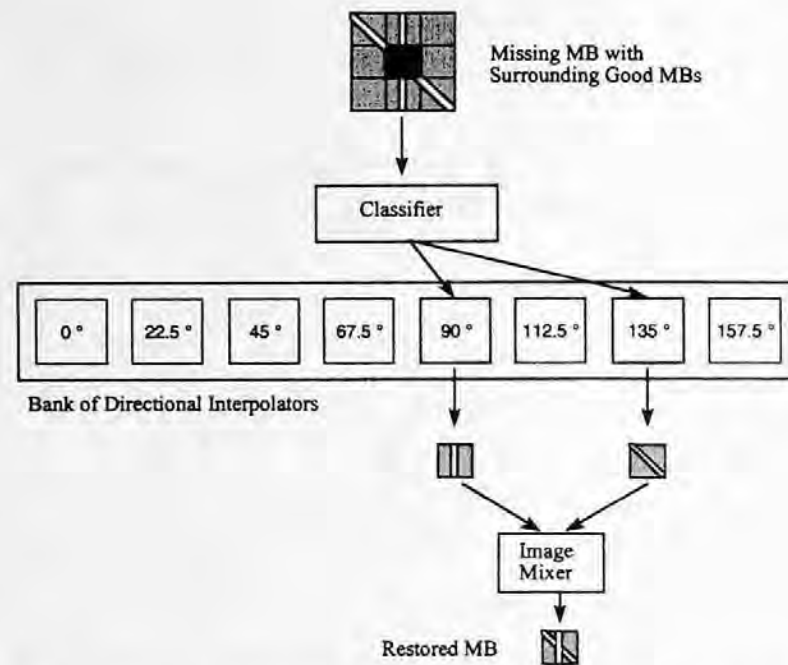 Missing MB with
Surrounding Good MBs
Classifier
0 ° 22.5 ° 45 ° 67.5 ° 90 ° 112.5 ° 135 ° 157.5 °
Bank of Directional Interpolators
Image
Mixer
Restored MB